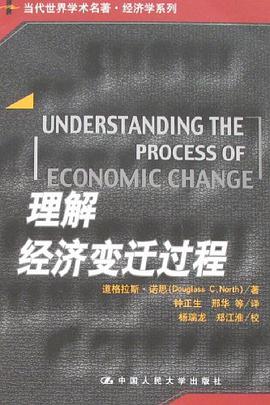 当代世界学术名著·经济学系列
UNDERSTANDING THE
PROCESS OF
ECONOMIC CHANGE
理解
经济变迁过程
道格拉斯·诺思(Douglass C.North)/著
钟正生 邢华 等/译
杨瑞龙 郑江淮/校
中国人民大学出版社